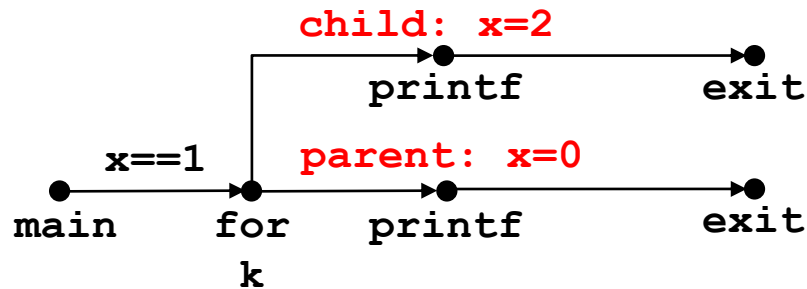 child: x=2
printf exit
x==1 parent: x=0
main for printf exit
k